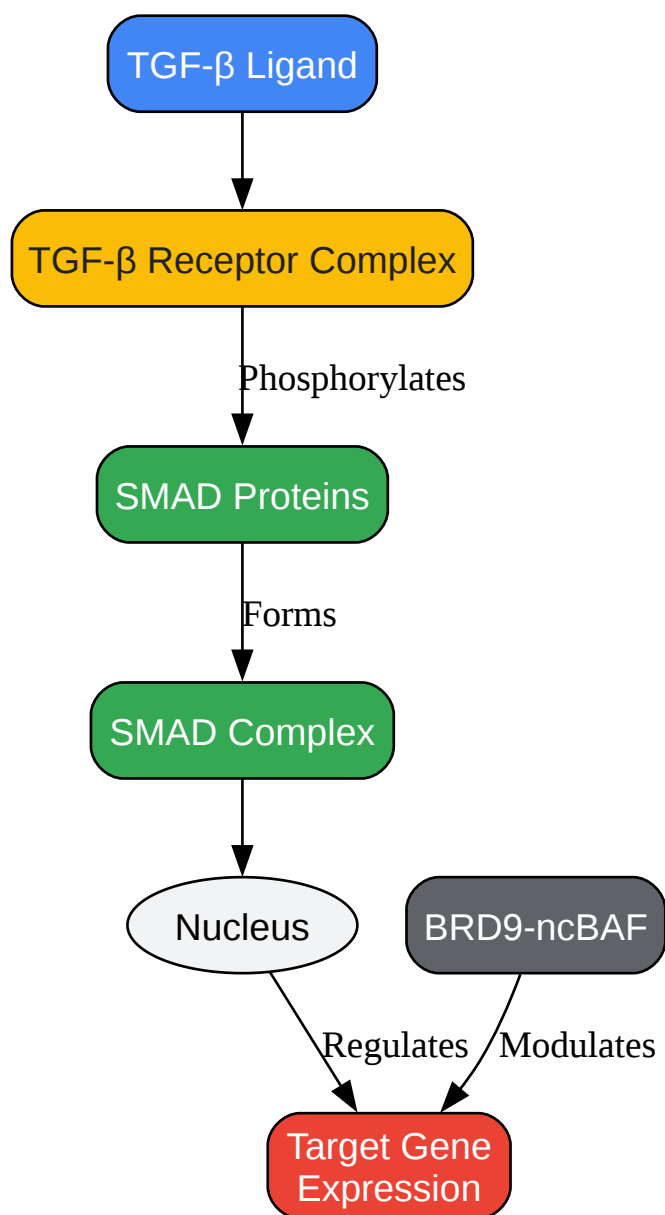 TGF-β Ligand
TGF-β Receptor Complex
Phosphorylates
SMAD Proteins
Forms
SMAD Complex
Nucleus
BRD9-ncBAF
Regulates
Modulates
Target Gene
Expression